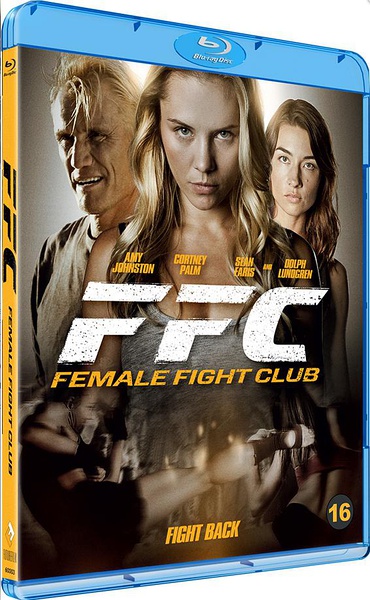 Blu-ray Disc
AMY
JOHNSTON
CORTNEY
PALM
SEAN
FARIS
AND
DOLPH
LUNDGREN
FFC
FEMALE FIGHT CLUB
FIGHT BACK
16
FFC
FEMALE FIGHT CLUB